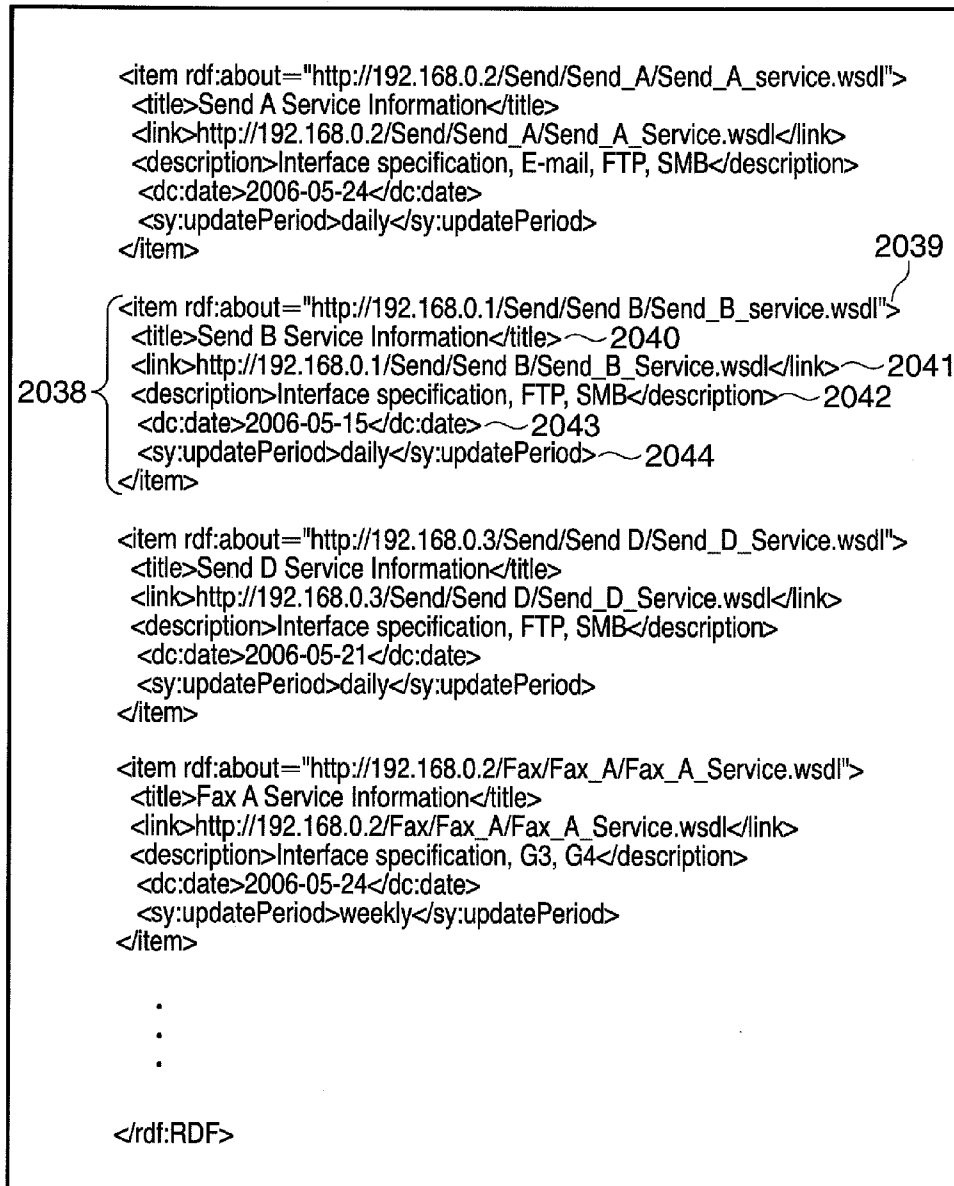 <item rdf:about="http://192.168.0.2/Send/Send_A/Send_A_service.wsdl">
<title>Send A Service Information</title>
<link>http://192.168.0.2/Send/Send_A/Send_A_Service.wsdl</link>
<description>Interface specification, E-mail, FTP, SMB</description>
<dc:date>2006-05-24</dc:date>
<sy:updatePeriod>daily</sy:updatePeriod>
</item>
2039
<item rdf:about="http://192.168.0.1/Send/Send B/Send_B_service.wsdl">
<title>Send B Service Information</title> 2040
<link>http://192.168.0.1/Send/Send B/Send_B_Service.wsdl</link> 2041
2038 <description>Interface specification, FTP, SMB</description> 2042
<dc:date>2006-05-15</dc:date> 2043
<sy:updatePeriod>daily</sy:updatePeriod> 2044
</item>
<item rdf:about="http://192.168.0.3/Send/Send D/Send_D_Service.wsdl">
<title>Send D Service Information</title>
<link>http://192.168.0.3/Send/Send D/Send_D_Service.wsdl</link>
<description>Interface specification, FTP, SMB</description>
<dc:date>2006-05-21</dc:date>
<sy:updatePeriod>daily</sy:updatePeriod>
</item>
<item rdf:about="http://192.168.0.2/Fax/Fax_A/Fax_A_Service.wsdl">
<title>Fax A Service Information</title>
<link>http://192.168.0.2/Fax/Fax_A/Fax_A_Service.wsdl</link>
<description>Interface specification, G3, G4</description>
<dc:date>2006-05-24</dc:date>
<sy:updatePeriod>weekly</sy:updatePeriod>
</item>
.
.
.
</rdf:RDF>